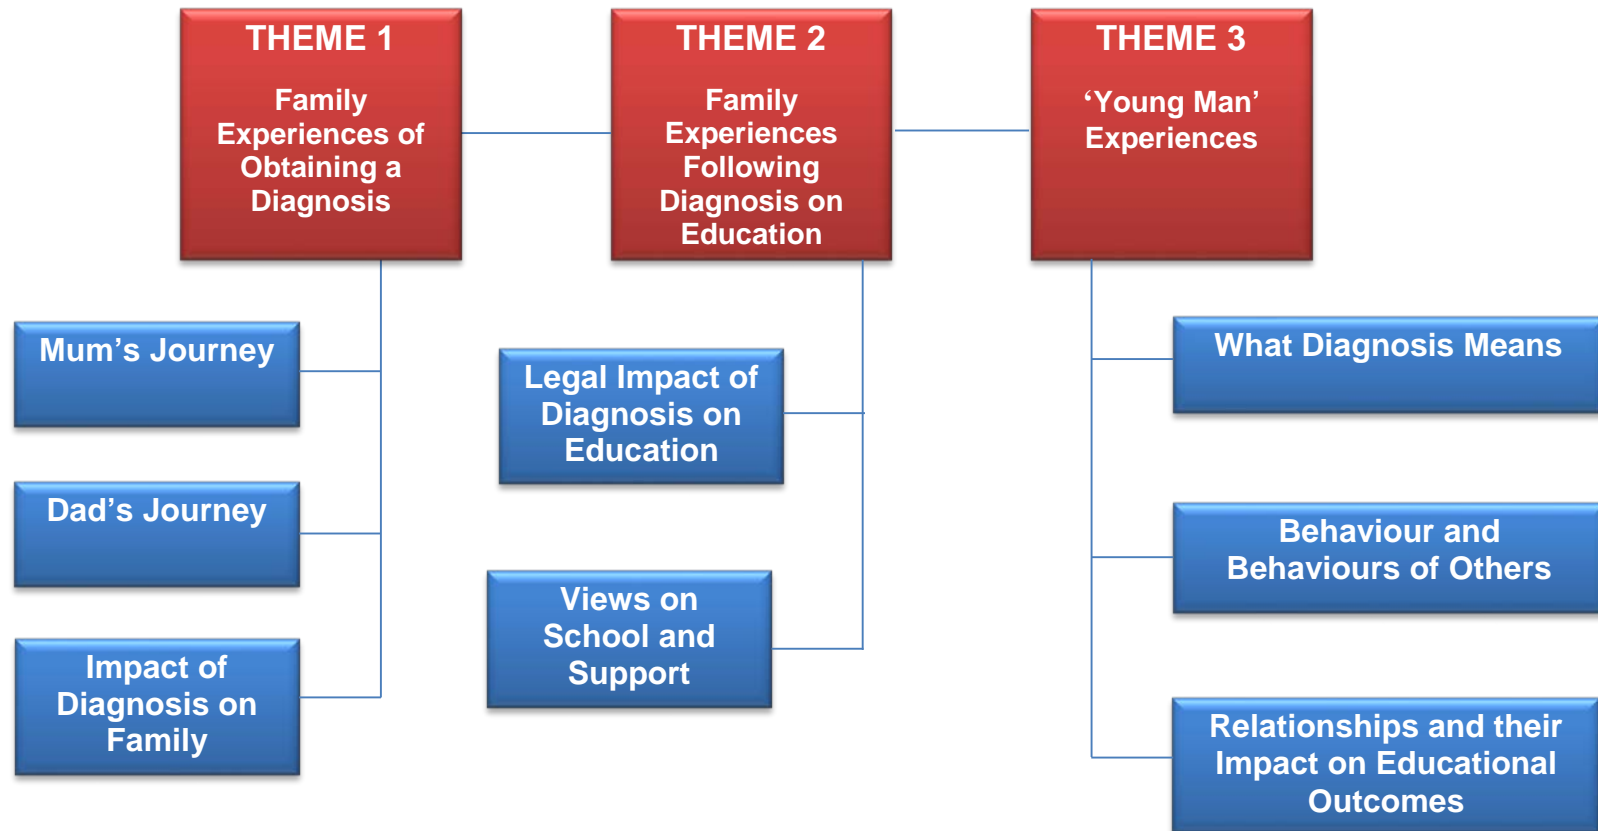 THEME 1
Family
Experiences of
Obtaining a
Diagnosis
THEME 2
Family
Experiences
Following
Diagnosis on
Education
THEME 3
‘Young Man’
Experiences
Mum’s Journey
Dad’s Journey
Impact of
Diagnosis on
Family
Legal Impact of
Diagnosis on
Education
Views on
School and
Support
What Diagnosis Means
Behaviour and
Behaviours of Others
Relationships and their
Impact on Educational
Outcomes